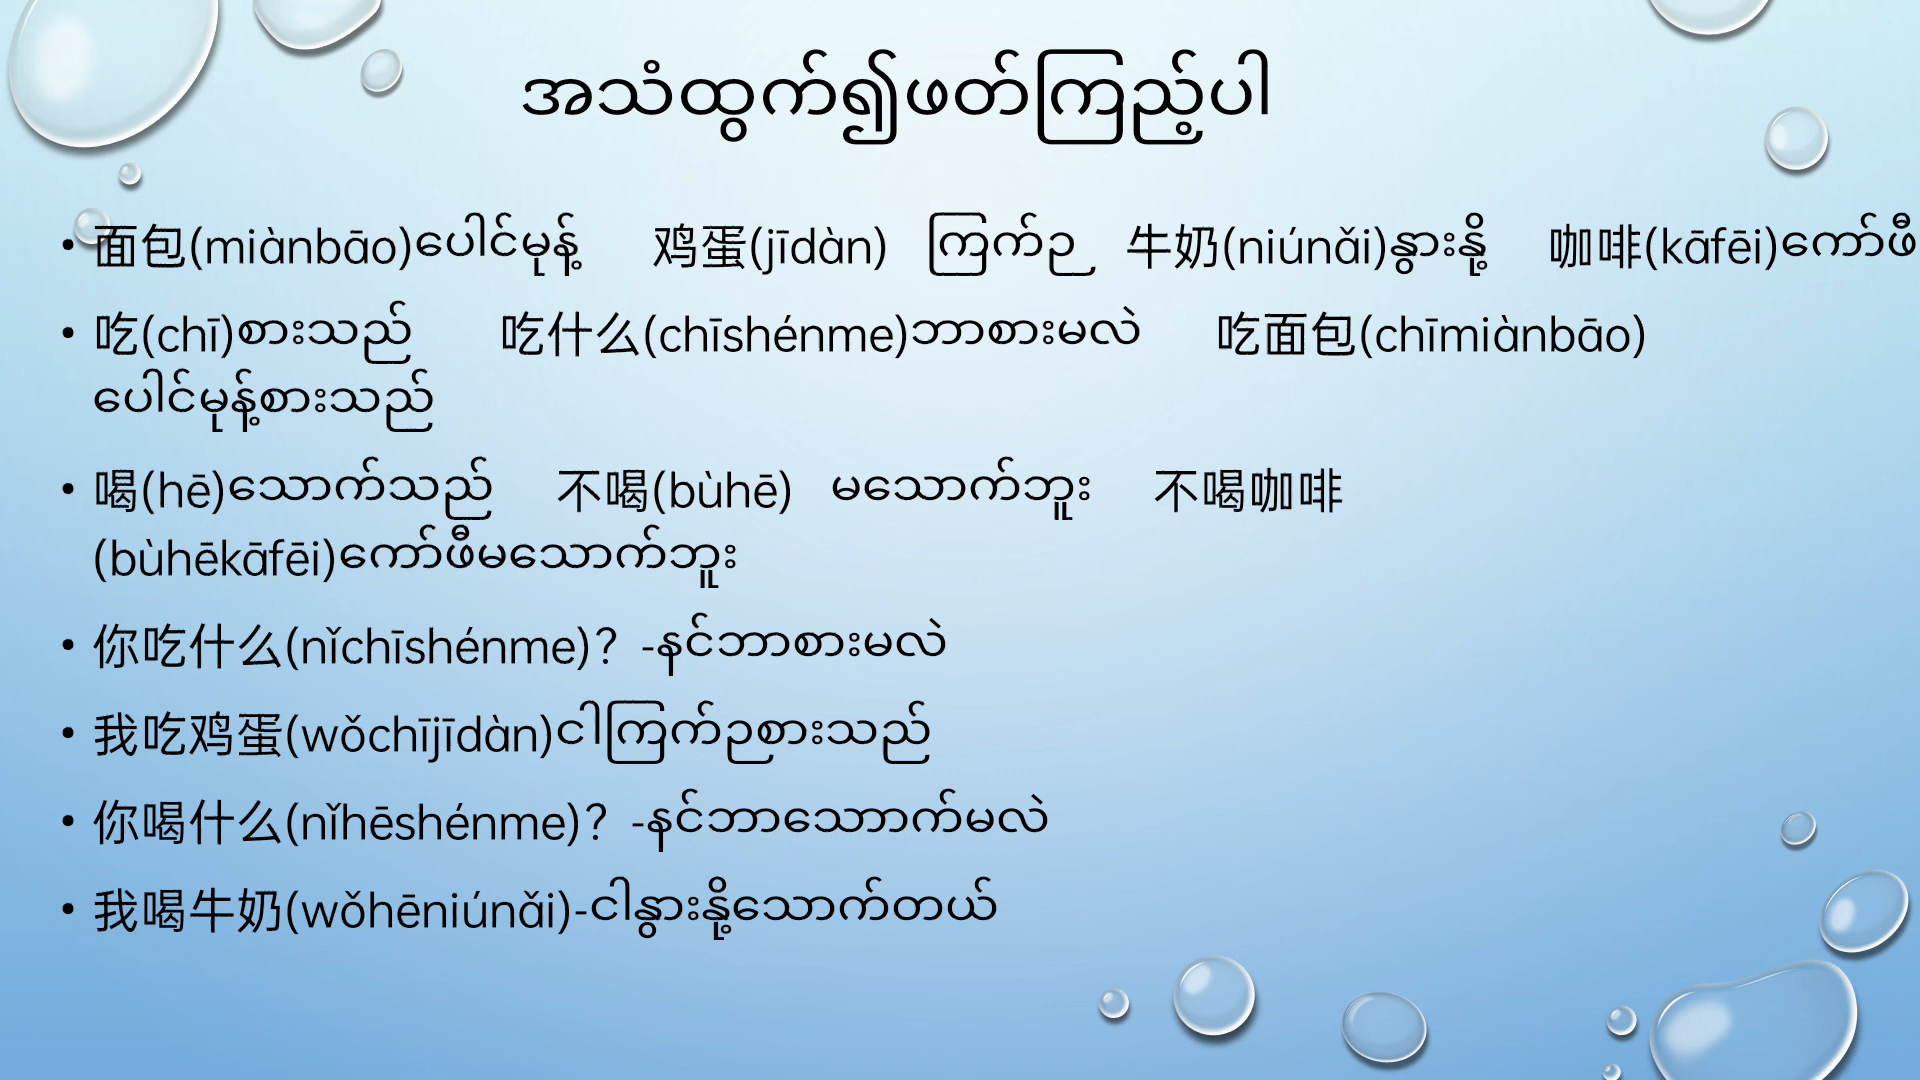 အသံထွက်၍ဖတ်ကြည့်ပါ
• 面包(miànbāo)ပေါင်မုန့် 鸡蛋(jīdàn) ကြက်ဉ 牛奶(niúnǎi)နွားနို့ 咖啡(kāfēi)ကော်ဖီ
• 吃(chī)စားသည် 吃什么(chīshénme)ဘာစားမလဲ 吃面包(chīmiànbāo)
ပေါင်မုန့်စားသည်
• 喝(hē)သောက်သည် 不喝(bùhē) မသောက်ဘူး 不喝咖啡
(bùhēkāfēi)ကော်ဖီမသောက်ဘူး
• 你吃什么(nǐchīshénme)？-နင်ဘာစားမလဲ
• 我吃鸡蛋(wǒchījīdàn)ငါကြက်ဉစားသည်
• 你喝什么(nǐhēshénme)？-နင်ဘာသောာက်မလဲ
• 我喝牛奶(wǒhēniúnǎi)-ငါနွားနို့သောက်တယ်